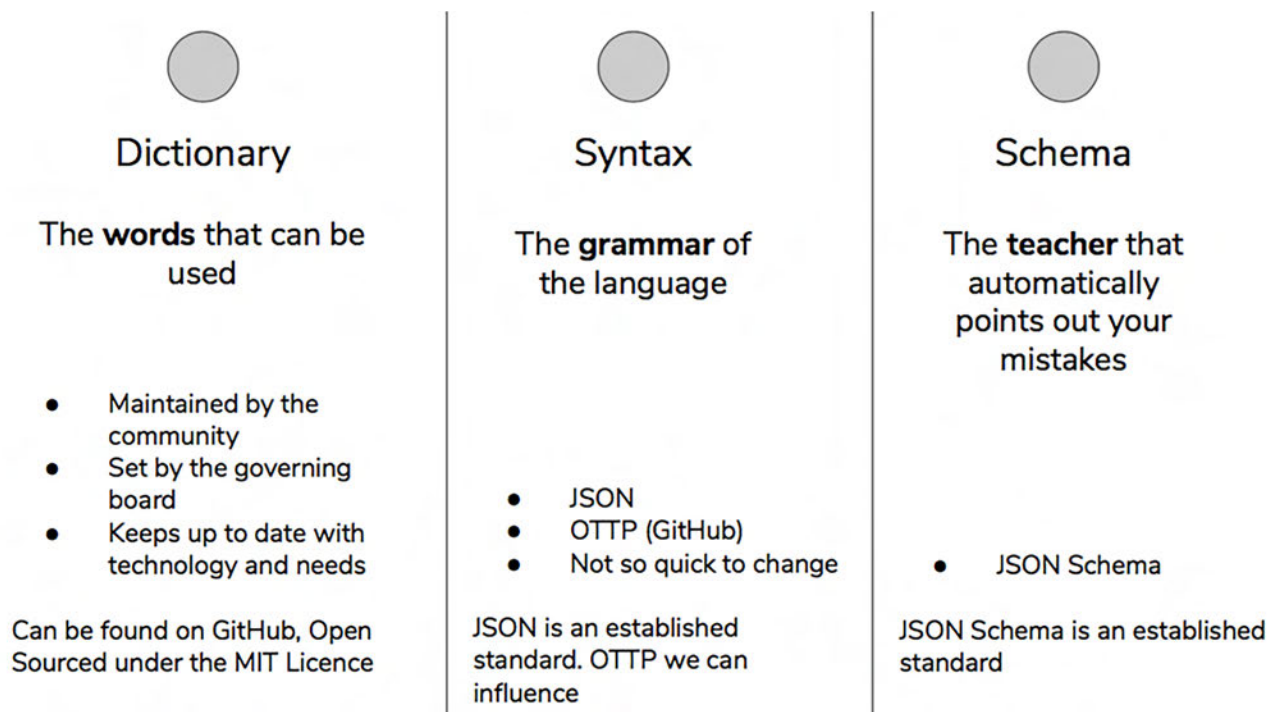 Dictionary
The words that can be
used
● Maintained by the
community
● Set by the governing
board
● Keeps up to date with
technology and needs
Can be found on GitHub, Open
Sourced under the MIT Licence
Syntax
The grammar of
the language
● JSON
● OTTP (GitHub)
● Not so quick to change
JSON is an established
standard. OTTP we can
influence
Schema
The teacher that
automatically
points out your
mistakes
● JSON Schema
JSON Schema is an established
standard